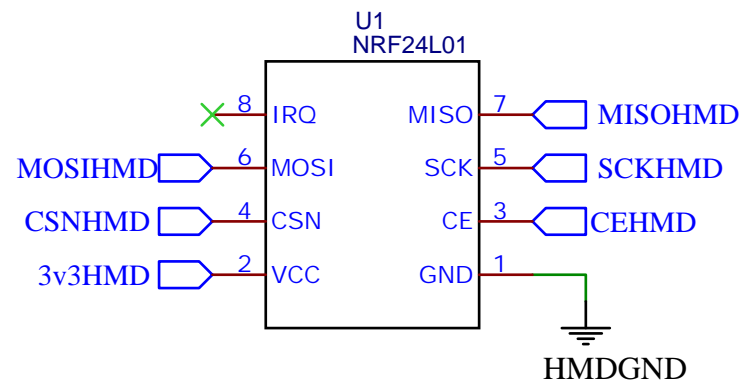 U1
NRF24L01
8 IRQ MISO 7 MISOHMD
MOSIHMD 6 MOSI SCK 5 SCKHMD
CSNHMD 4 CSN CE 3 CEHMD
3v3HMD 2 VCC GND 1
HMDGND